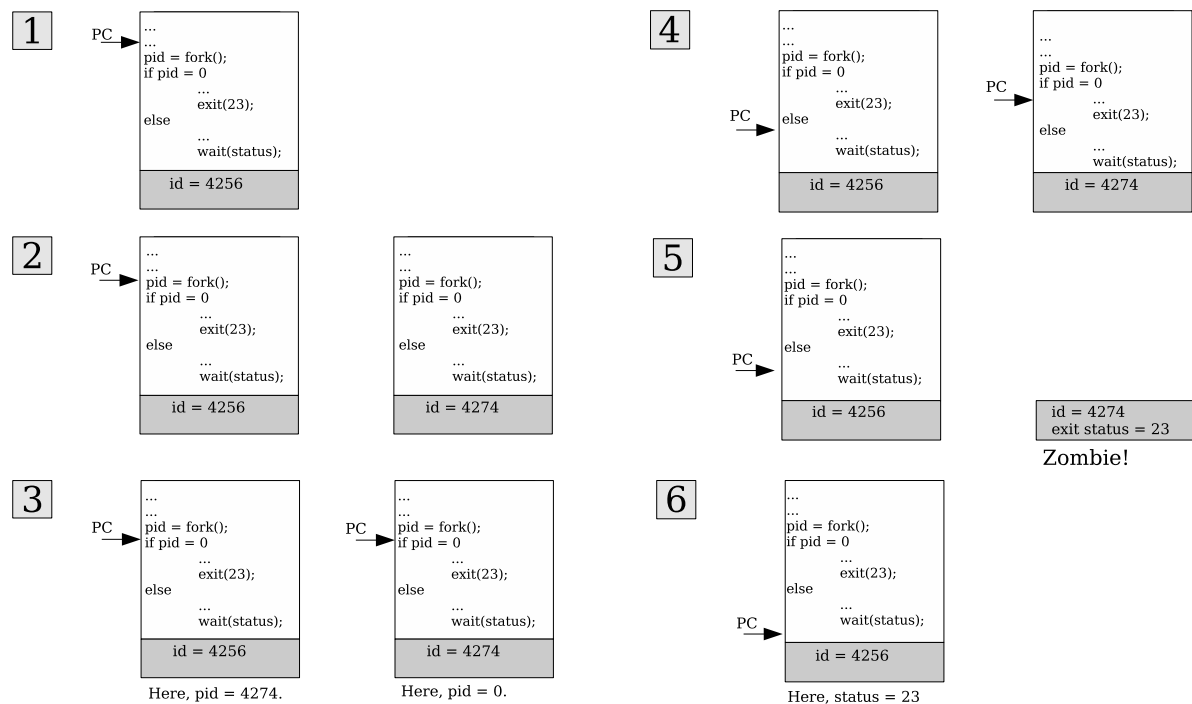 1
PC
...
...
pid = fork();
if pid = 0
...
exit(23);
else
...
wait(status);
id = 4256
2
PC
...
...
pid = fork();
if pid = 0
...
exit(23);
else
...
wait(status);
id = 4256
...
...
pid = fork();
if pid = 0
...
exit(23);
else
...
wait(status);
id = 4274
3
PC
...
...
pid = fork();
if pid = 0
...
exit(23);
else
...
wait(status);
id = 4256
Here, pid = 4274.
PC
...
...
pid = fork();
if pid = 0
...
exit(23);
else
...
wait(status);
id = 4274
Here, pid = 0.
4
PC
...
...
pid = fork();
if pid = 0
...
exit(23);
else
...
wait(status);
id = 4256
PC
...
...
pid = fork();
if pid = 0
...
exit(23);
else
...
wait(status);
id = 4274
5
PC
...
...
pid = fork();
if pid = 0
...
exit(23);
else
...
wait(status);
id = 4256
id = 4274
exit status = 23
Zombie!
6
PC
...
...
pid = fork();
if pid = 0
...
exit(23);
else
...
wait(status);
id = 4256
Here, status = 23